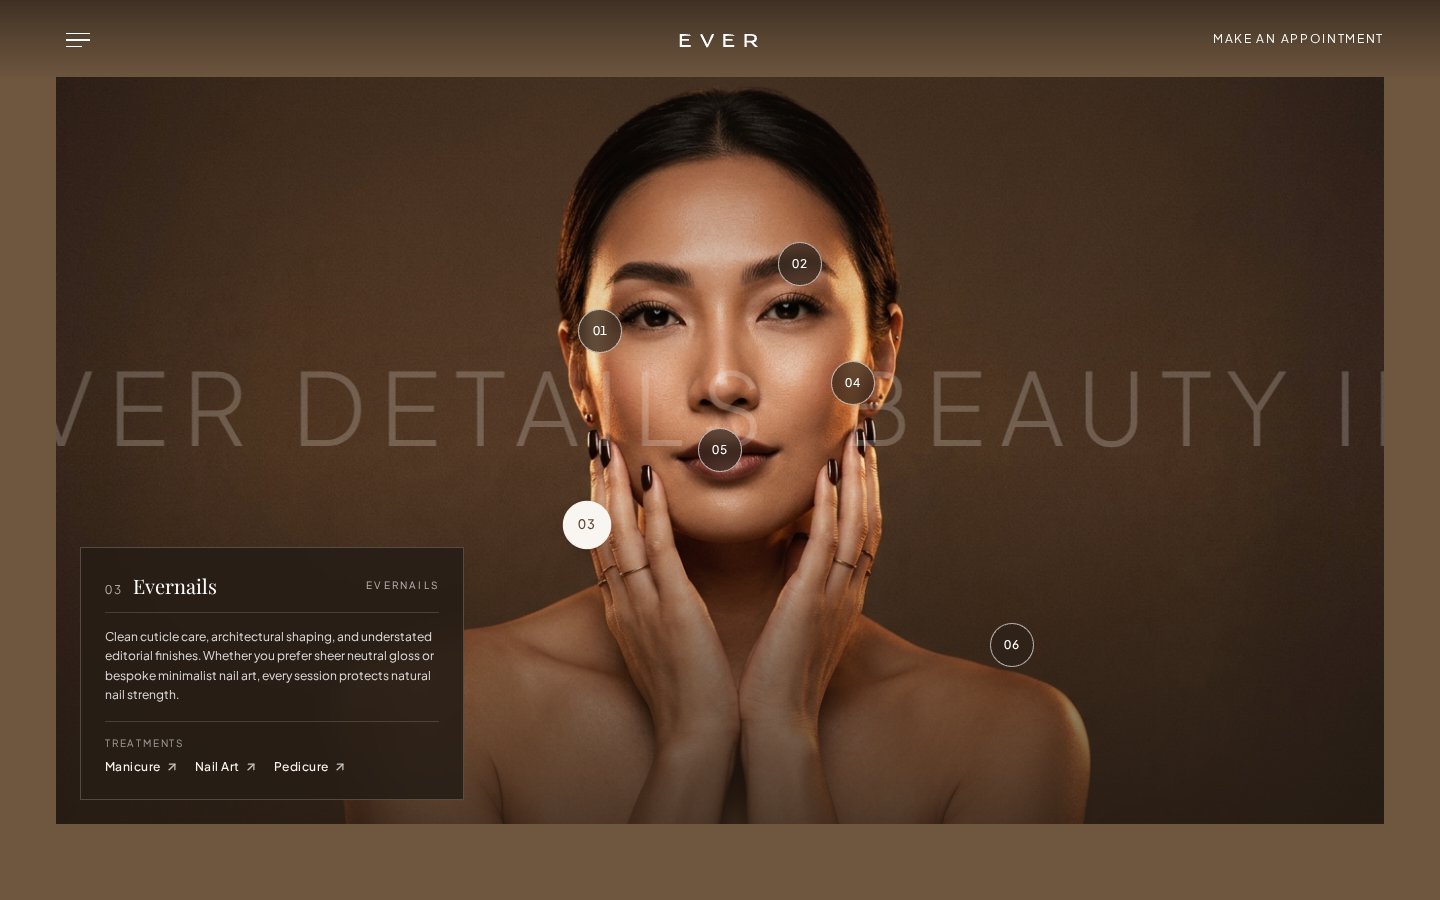 EVER
MAKE AN APPOINTMENT
02
01
04
VER DETAILS BEAUTY I
05
03
03 Evernails EVERNAILS
Clean cuticle care, architectural shaping, and understated
editorial finishes. Whether you prefer sheer neutral gloss or
bespoke minimalist nail art, every session protects natural
nail strength.
06
TREATMENTS
Manicure Nail Art Pedicure